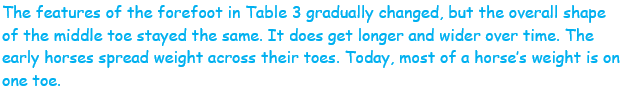 The features of the forefoot in Table 3 gradually changed, but the overall shape
of the middle toe stayed the same. It does get longer and wider over time. The
early horses spread weight across their toes. Today, most of a horse's weight is on
one toe.